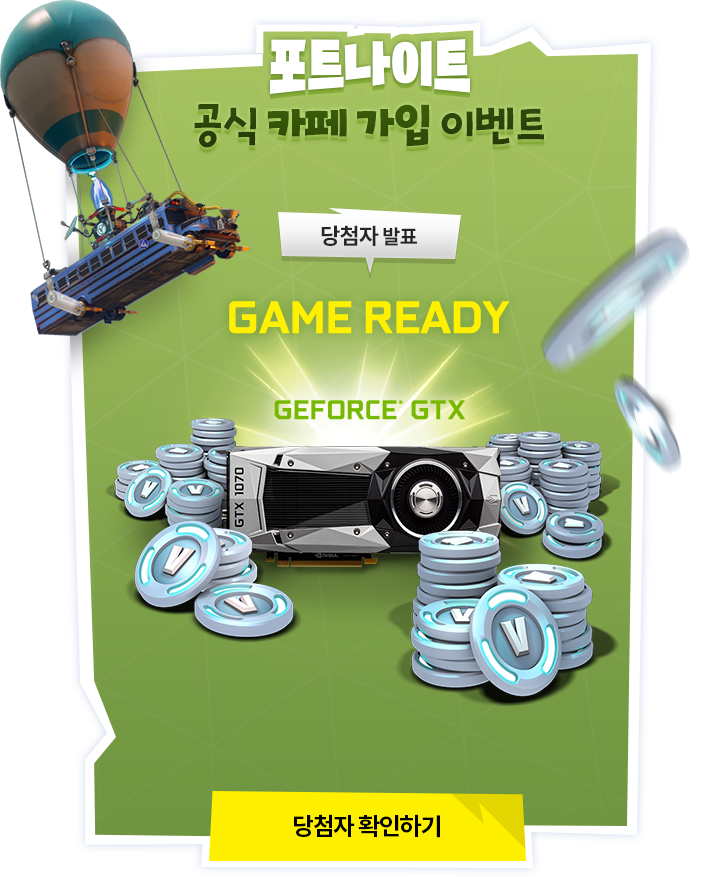 포트나이트
공식 카페 가입 이벤트
당첨자 발표
GAME READY
GEFORCE® GTX
GTX 1070
NVIDIA
V
V
V
V
V
V
V
당첨자 확인하기